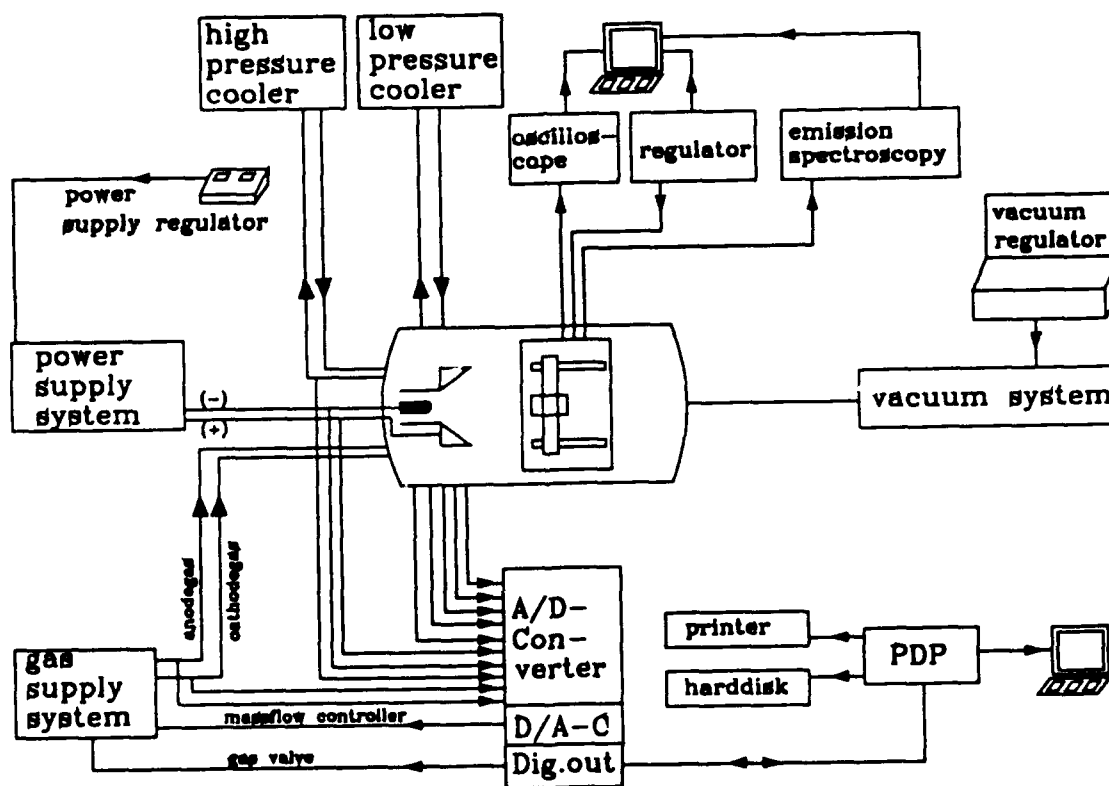 high
pressure
cooler
low
pressure
cooler
oscillos-
cope
regulator
emission
spectroscopy
power
supply regulator
vacuum
regulator
power
supply
system
(-)
(+)
vacuum system
anodegas
cathodegas
A/D-
Con-
verter
printer
PDP
harddisk
gas
supply
system
massflow controller
D/A-C
gas valve
Dig.out